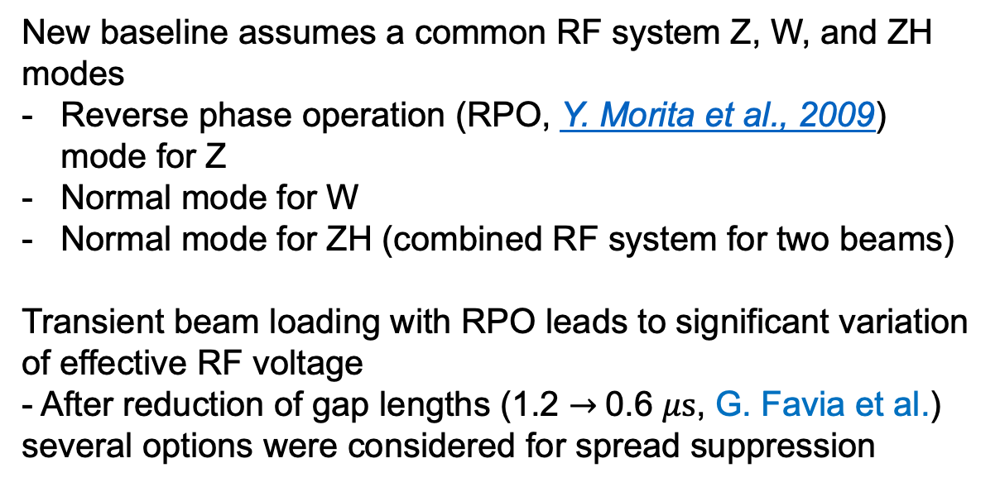 New baseline assumes a common RF system Z, W, and ZH
modes
- Reverse phase operation (RPO, Y. Morita et al., 2009)
mode for Z
- Normal mode for W
- Normal mode for ZH (combined RF system for two beams)
Transient beam loading with RPO leads to significant variation
of effective RF voltage
- After reduction of gap lengths (1.2 → 0.6 μs, G. Favia et al.)
several options were considered for spread suppression